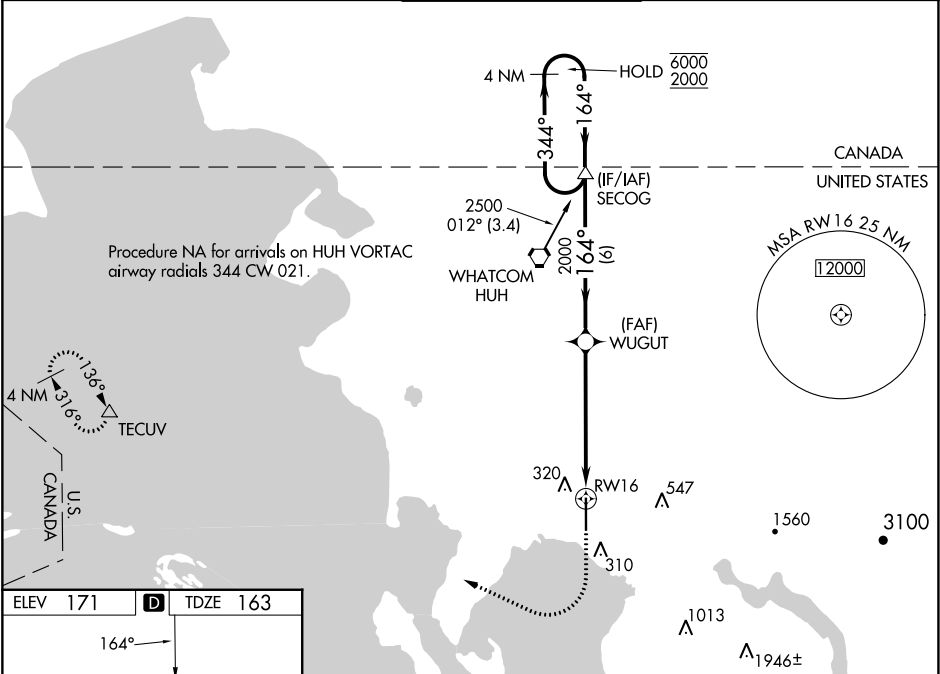 4 NM
HOLD
6000
2000
344°
164°
CANADA
UNITED STATES
(IF/IAF)
SECOG
2500
012° (3.4)
2000
164°
(6)
WHATCOM
HUH
Procedure NA for arrivals on HUH VORTAC
airway radials 344 CW 021.
MSA RW16 25 NM
12000
(FAF)
WUGUT
4 NM
136°
316°
TECUV
U.S.
CANADA
320
RW16
547
1560
3100
310
1013
1946±
ELEV 171
D
TDZE 163
164°